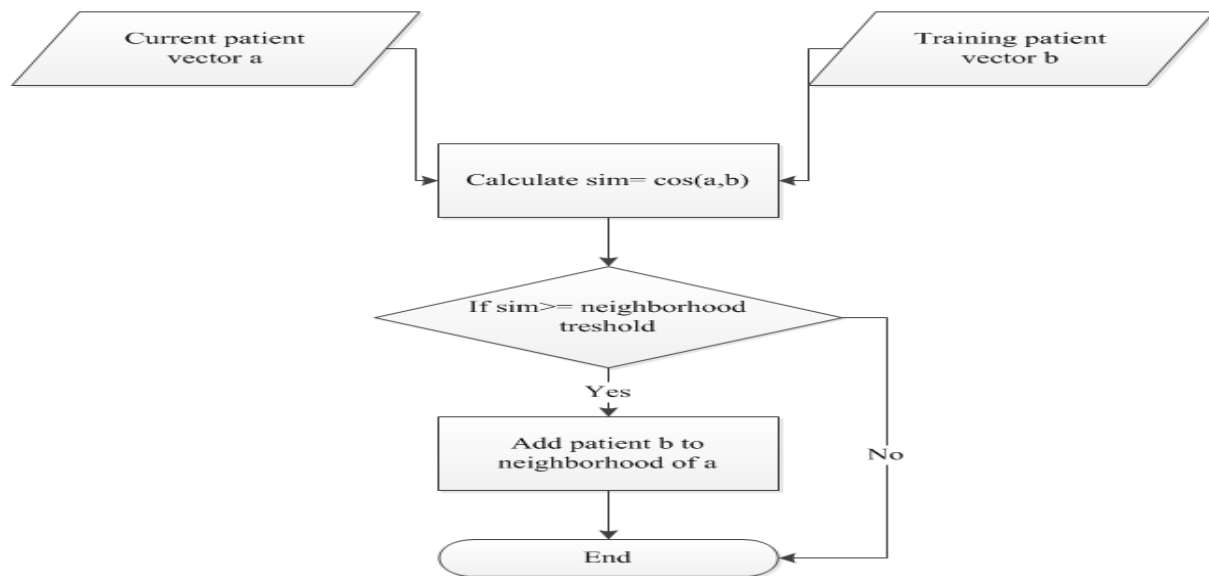 Current patient
vector a
Training patient
vector b
Calculate sim= cos(a,b)
If sim>= neighborhood
treshold
Yes
Add patient b to
neighborhood of a
No
End